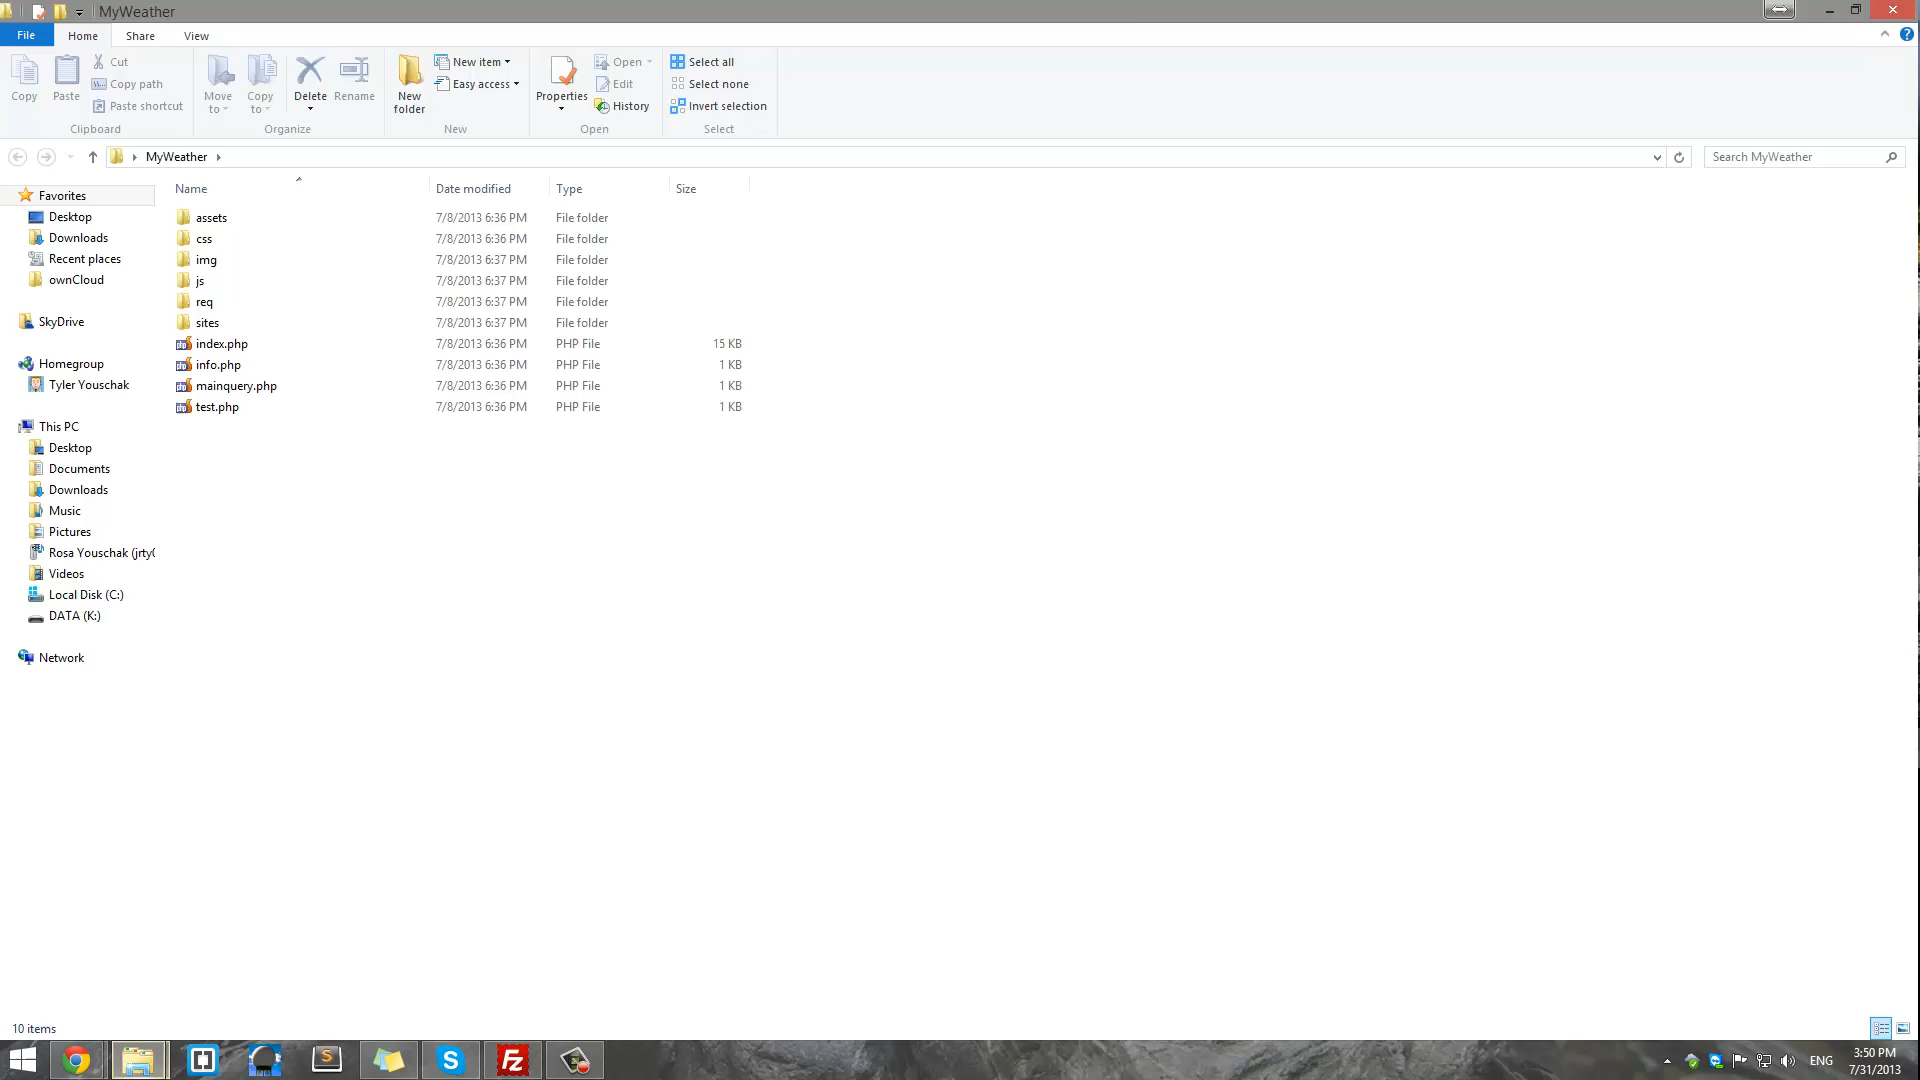 MyWeather
File Home Share View
Copy
Paste
Cut
Copy path
Paste shortcut
Clipboard
Move to
Copy to
Delete
Rename
Organize
New folder
New item
Easy access
New
Properties
Open
Edit
History
Open
Select all
Select none
Invert selection
Select
MyWeather
Search MyWeather
Favorites
Desktop
Downloads
Recent places
ownCloud
SkyDrive
Homegroup
Tyler Youschak
This PC
Desktop
Documents
Downloads
Music
Pictures
Rosa Youschak (jrty
Videos
Local Disk (C:)
DATA (K:)
Network
Name Date modified Type Size
assets 7/8/2013 6:36 PM File folder
css 7/8/2013 6:36 PM File folder
img 7/8/2013 6:37 PM File folder
js 7/8/2013 6:37 PM File folder
req 7/8/2013 6:37 PM File folder
sites 7/8/2013 6:37 PM File folder
index.php 7/8/2013 6:36 PM PHP File 15 KB
info.php 7/8/2013 6:36 PM PHP File 1 KB
mainquery.php 7/8/2013 6:36 PM PHP File 1 KB
test.php 7/8/2013 6:36 PM PHP File 1 KB
10 items
ENG
3:50 PM
7/31/2013